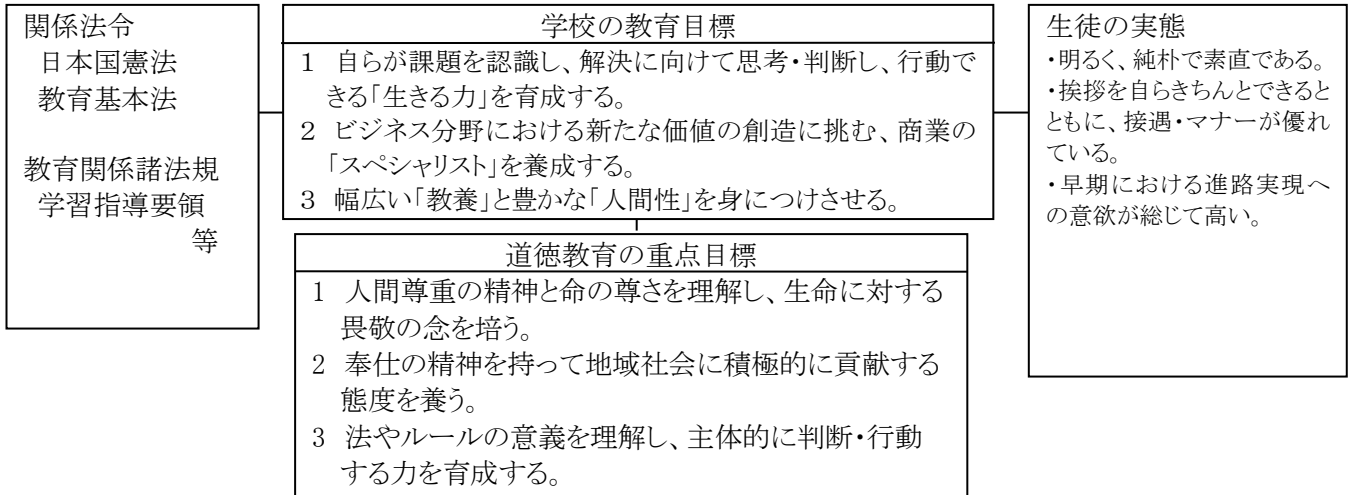 関係法令
日本国憲法
教育基本法
教育関係諸法規
学習指導要領
等
学校の教育目標
1 自らが課題を認識し、解決に向けて思考・判断し、行動で
きる「生きる力」を育成する。
2 ビジネス分野における新たな価値の創造に挑む、商業の
「スペシャリスト」を養成する。
3 幅広い「教養」と豊かな「人間性」を身につけさせる。
道徳教育の重点目標
1 人間尊重の精神と命の尊さを理解し、生命に対する
畏敬の念を培う。
2 奉仕の精神を持って地域社会に積極的に貢献する
態度を養う。
3 法やルールの意義を理解し、主体的に判断・行動
する力を育成する。
生徒の実態
・明るく、純朴で素直である。
・挨拶を自らきちんとできると
ともに、接遇・マナーが優れ
ている。
・早期における進路実現へ
の意欲が総じて高い。